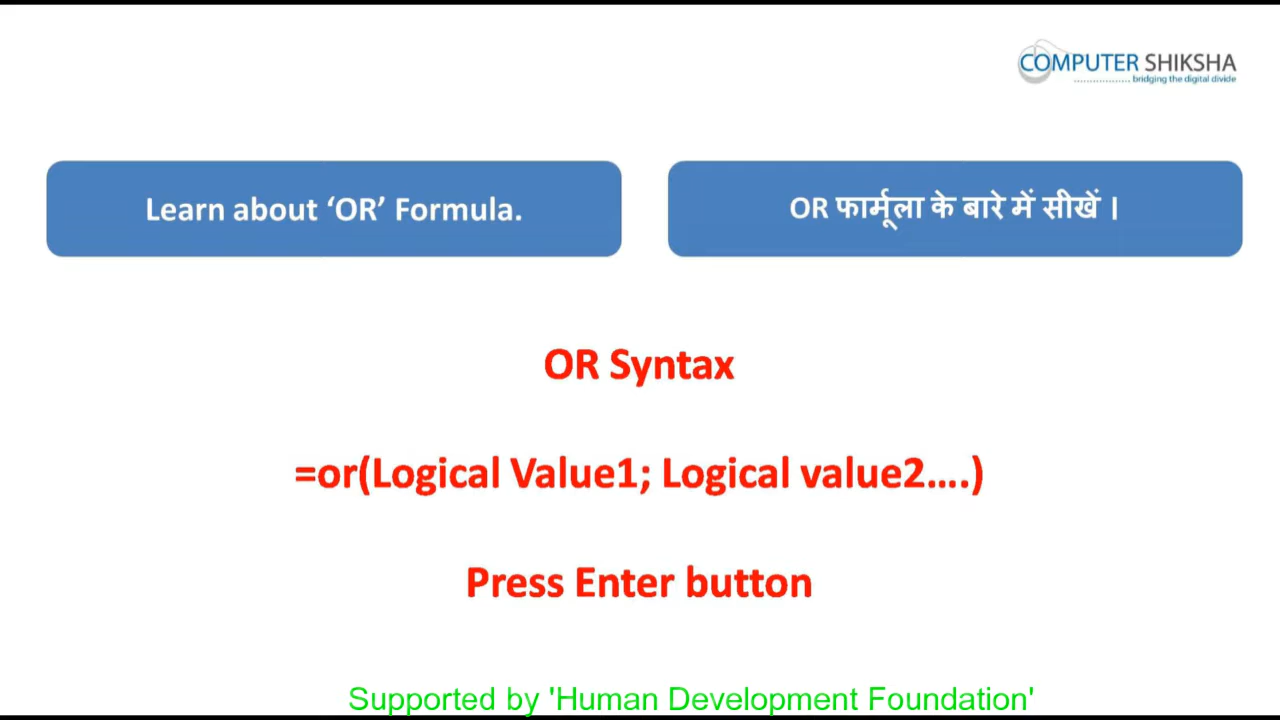 COMPUTER SHIKSHA
bridging the digital divide
Learn about ‘OR’ Formula.
OR फार्मूला के बारे में सीखें ।
OR Syntax
=or(Logical Value1; Logical value2....)
Press Enter button
Supported by 'Human Development Foundation'